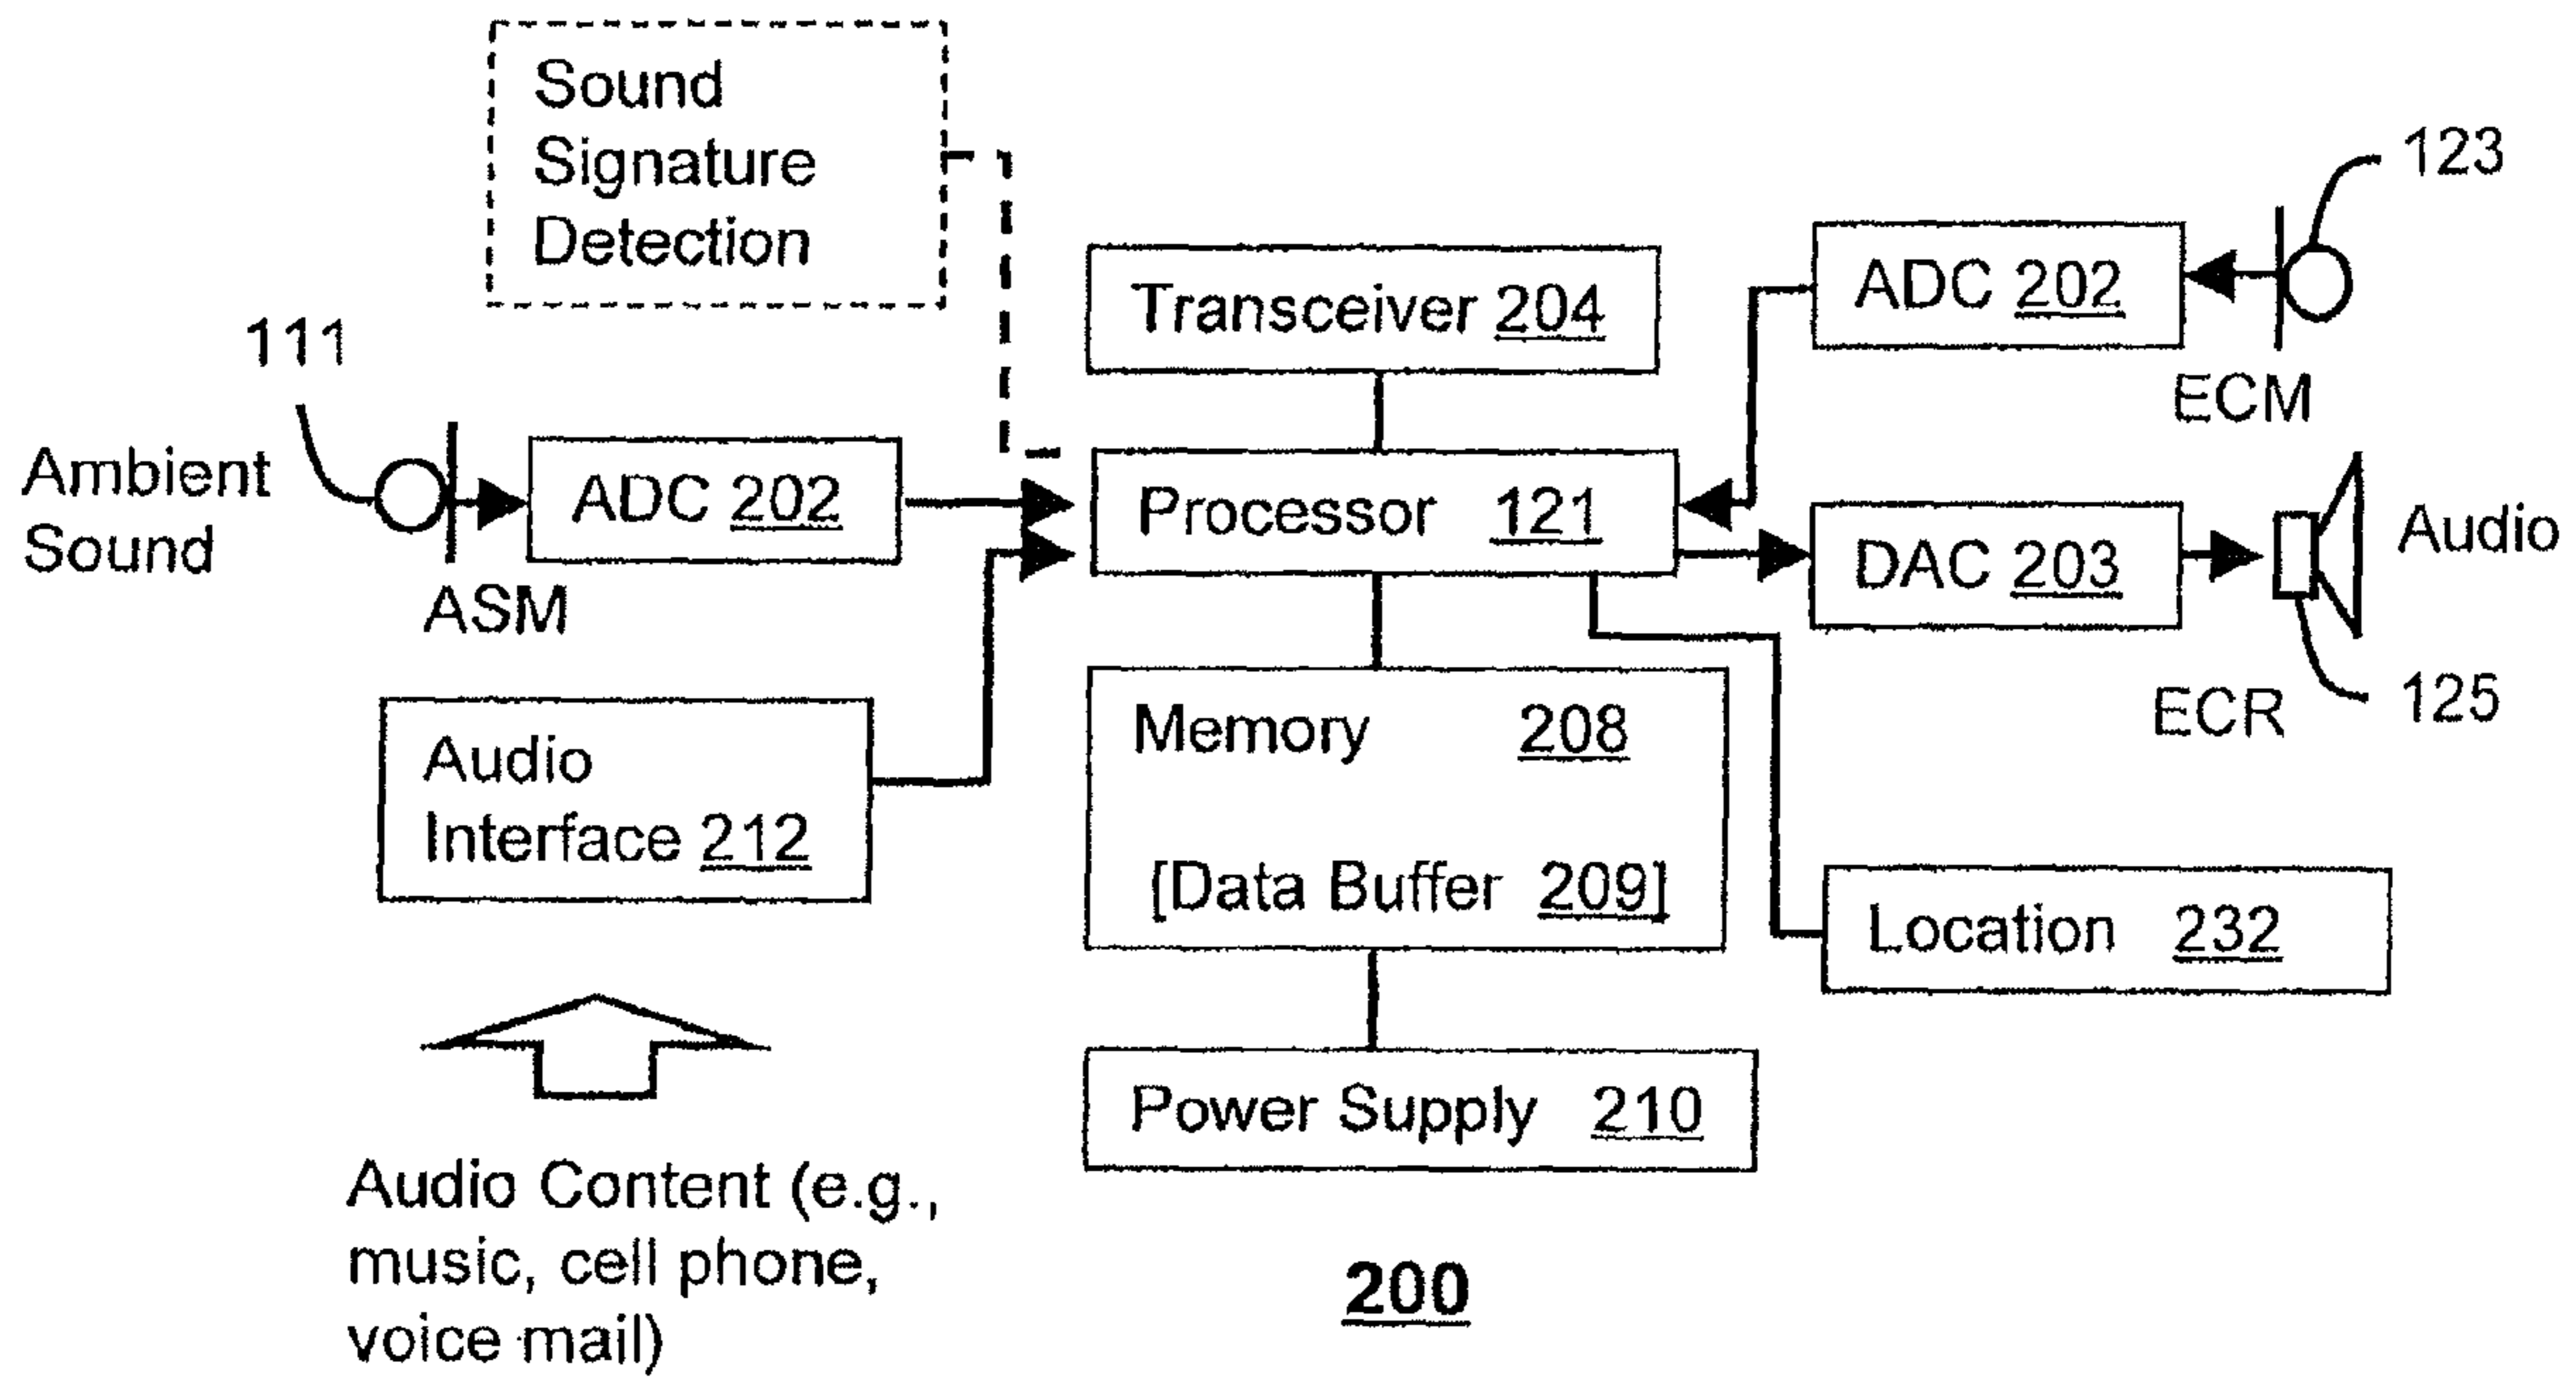 Sound
Signature
Detection
123
Transceiver 204
ADC 202
111
ECM
Ambient
Sound
ADC 202
ASM
Processor 121
DAC 203
Audio
ECR
125
Audio
Interface 212
Memory 208
[Data Buffer 209]
Location 232
Power Supply 210
Audio Content (e.g.,
music, cell phone,
voice mail)
200